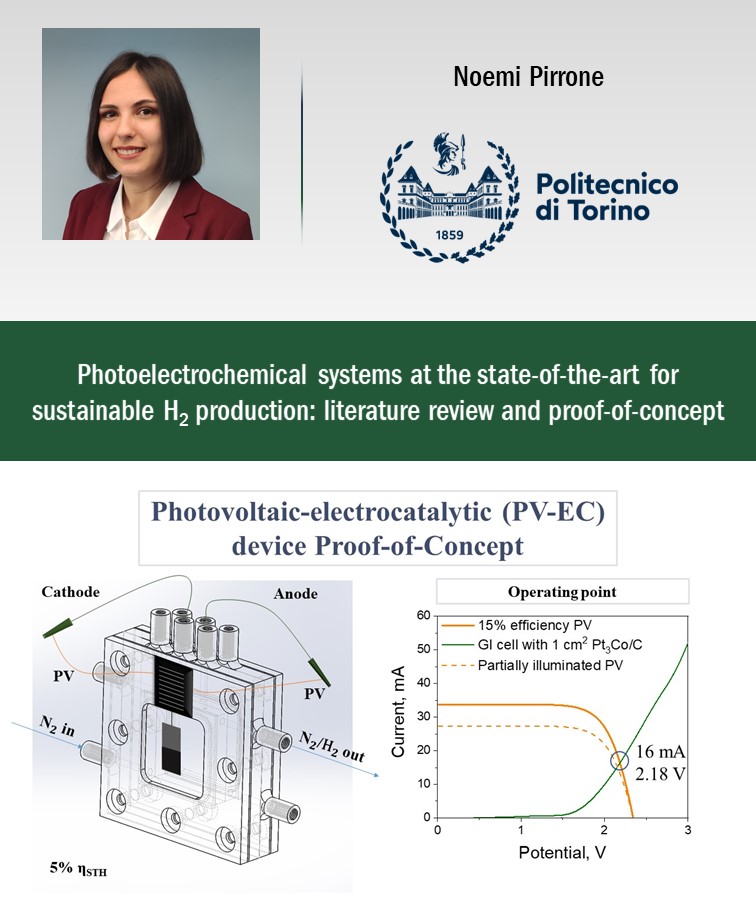 Noemi Pirrone
Politecnico
di Torino
1859
Photoelectrochemical systems at the state-of-the-art for
sustainable H₂ production: literature review and proof-of-concept
Photovoltaic-electrocatalytic (PV-EC)
device Proof-of-Concept
Cathode
Anode
PV
PV
N₂ in
N₂/H₂ out
5% ηSTH
Operating point
15% efficiency PV
GI cell with 1 cm² Pt₃Co/C
Partially illuminated PV
16 mA
2.18 V
Current, mA
60
50
40
30
20
10
0
0
1
2
3
Potential, V